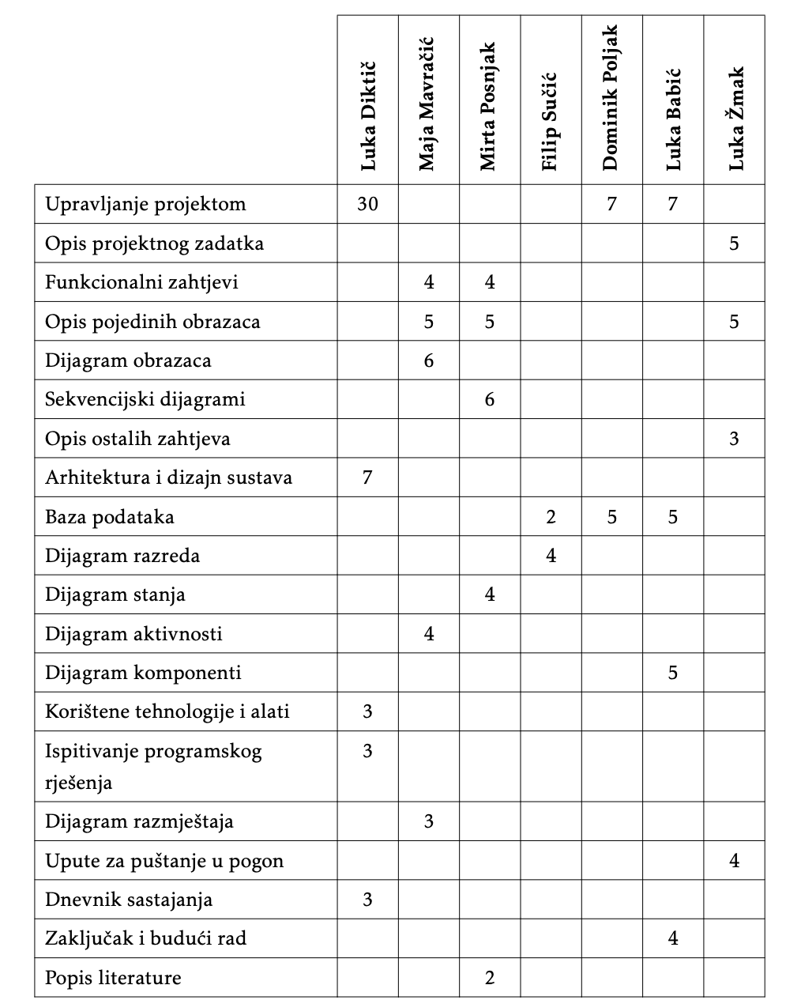 Luka Diktič Maja Mavračić Mirta Posnjak Filip Sučić Dominik Poljak Luka Babić Luka Žmak
Upravljanje projektom 30 7 7
Opis projektnog zadatka 5
Funkcionalni zahtjevi 4 4
Opis pojedinih obrazaca 5 5 5
Dijagram obrazaca 6
Sekvencijski dijagrami 6
Opis ostalih zahtjeva 3
Arhitektura i dizajn sustava 7
Baza podataka 2 5 5
Dijagram razreda 4
Dijagram stanja 4
Dijagram aktivnosti 4
Dijagram komponenti 5
Korištene tehnologije i alati 3
Ispitivanje programskog 3
rješenja
Dijagram razmještaja 3
Upute za puštanje u pogon 4
Dnevnik sastajanja 3
Zaključak i budući rad 4
Popis literature 2